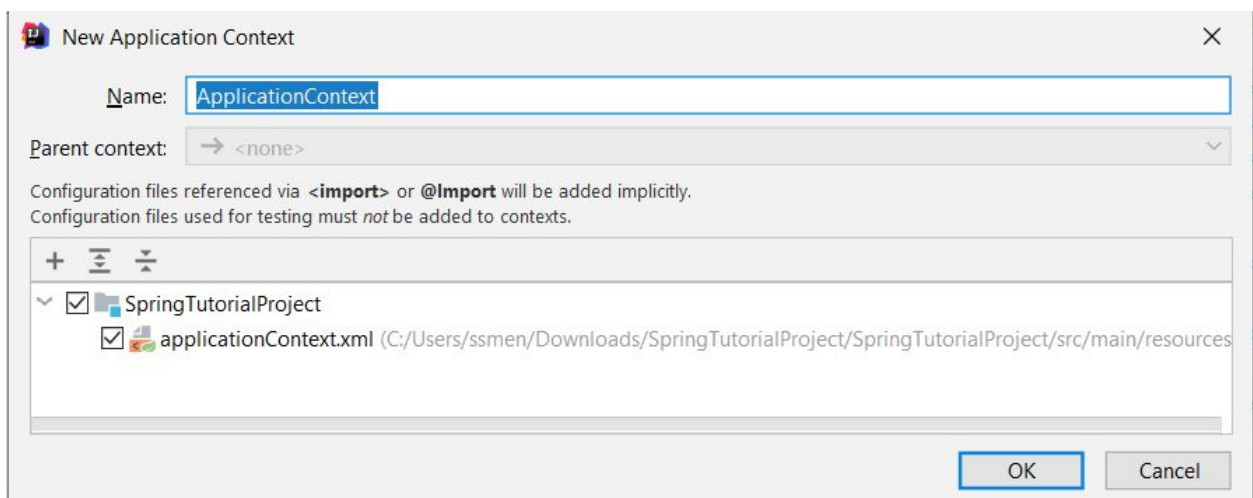 New Application Context
Name: ApplicationContext
Parent context: <none>
Configuration files referenced via <import> or @Import will be added implicitly.
Configuration files used for testing must not be added to contexts.
SpringTutorialProject
applicationContext.xml (C:/Users/ssmen/Downloads/SpringTutorialProject/SpringTutorialProject/src/main/resources
OK Cancel